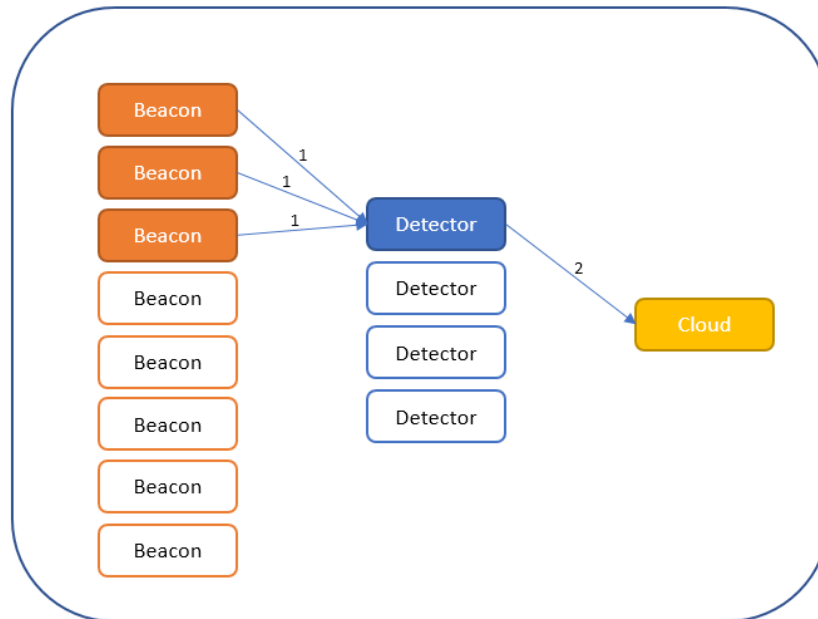 Beacon
Beacon
Beacon
Beacon
Beacon
Beacon
Beacon
Beacon
1
1
1
Detector
Detector
Detector
Detector
2
Cloud